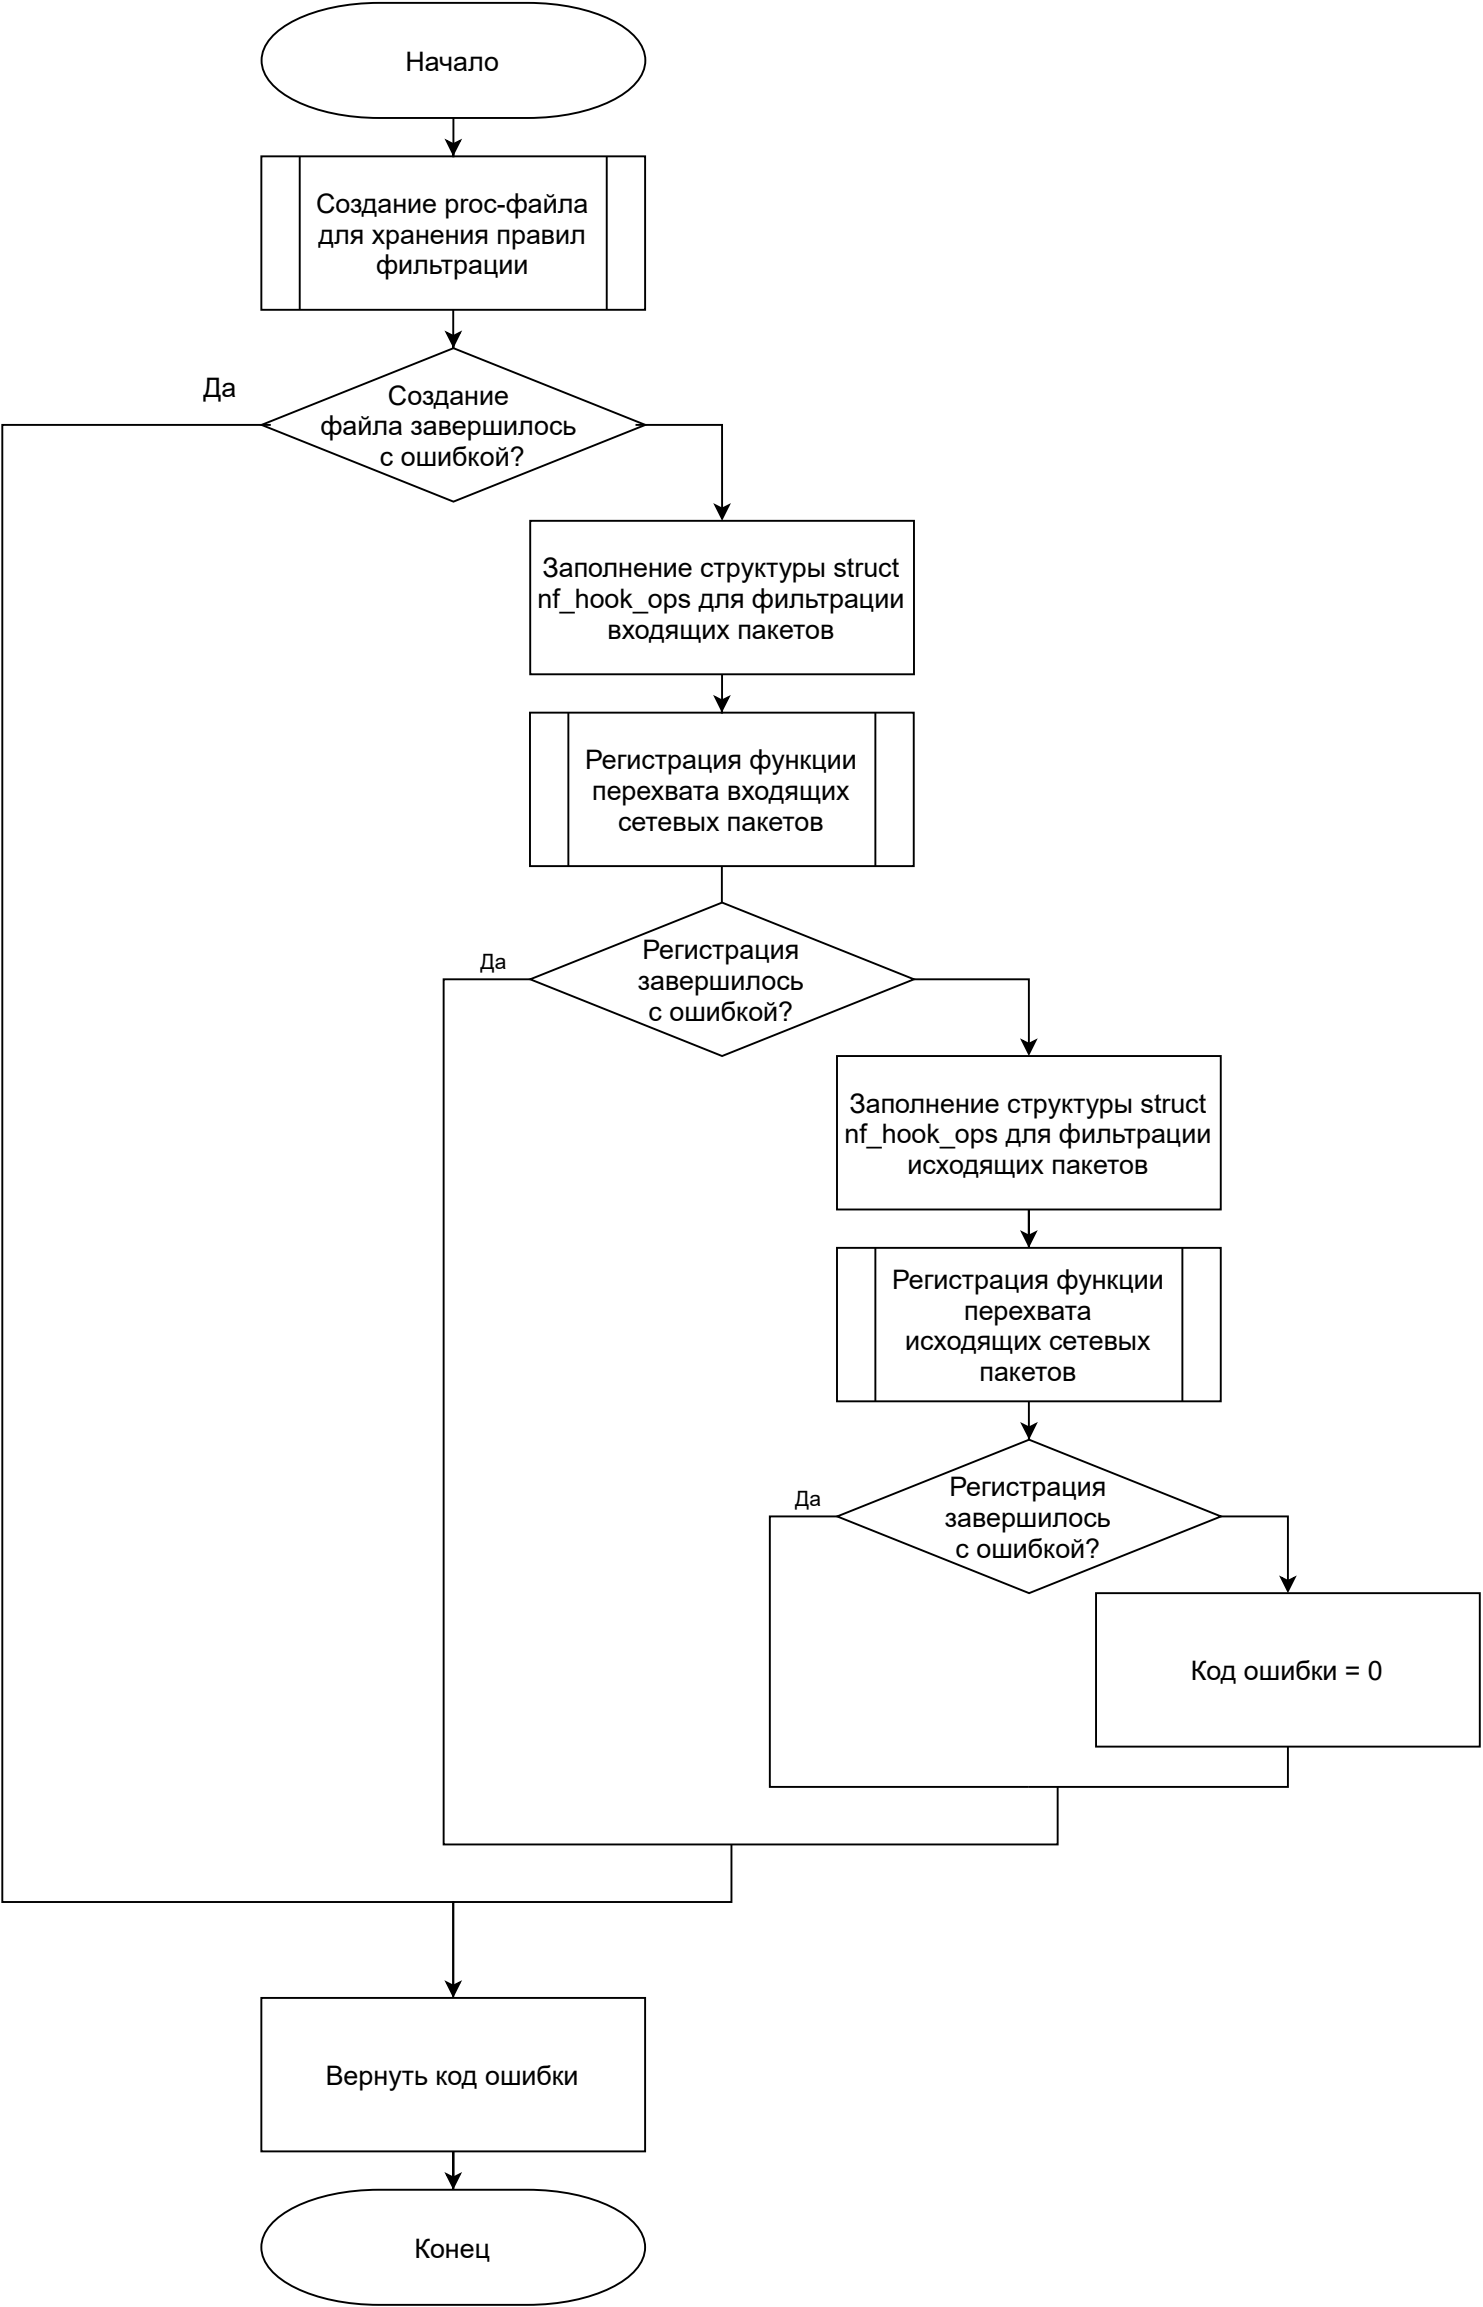 Начало
Создание proc-файла
для хранения правил
фильтрации
Да
Создание
файла завершилось
с ошибкой?
Заполнение структуры struct
nf_hook_ops для фильтрации
входящих пакетов
Регистрация функции
перехвата входящих
сетевых пакетов
Да
Регистрация
завершилось
с ошибкой?
Заполнение структуры struct
nf_hook_ops для фильтрации
исходящих пакетов
Регистрация функции
перехвата
исходящих сетевых
пакетов
Да
Регистрация
завершилось
с ошибкой?
Код ошибки = 0
Вернуть код ошибки
Конец